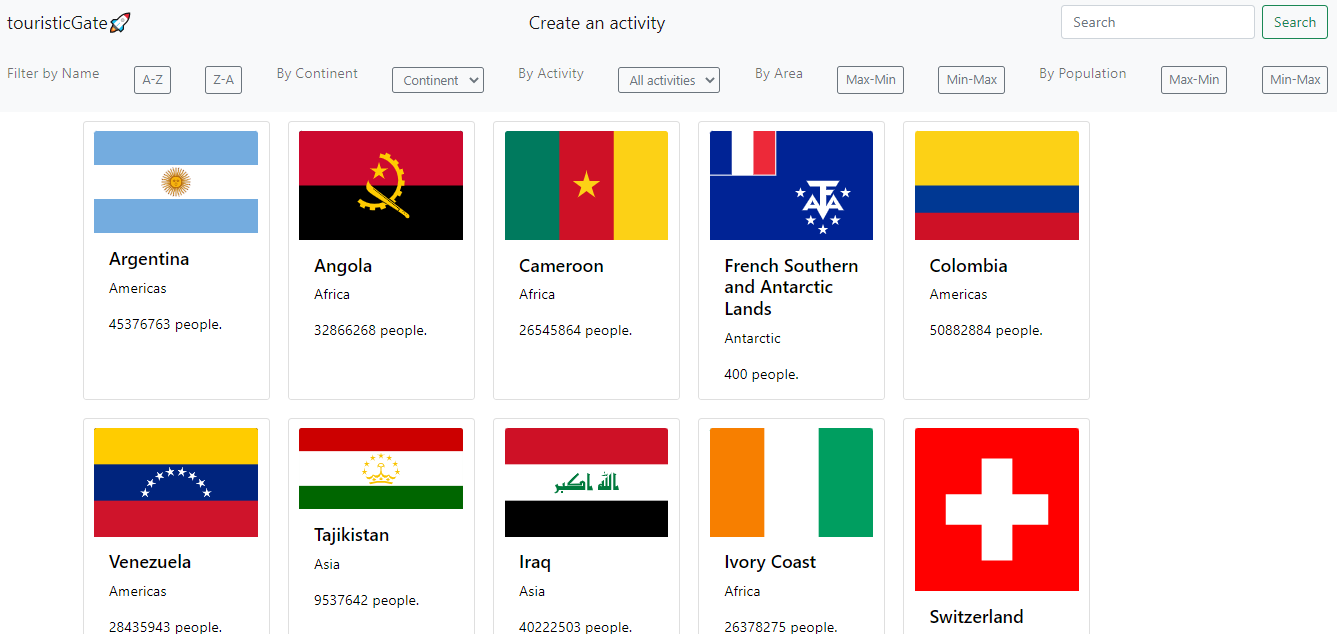 touristicGate🚀 Create an activity Search Search
Filter by Name A-Z Z-A By Continent Continent By Activity All activities By Area Max-Min Min-Max By Population Max-Min Min-Max
ATAF
Argentina
Americas
45376763 people.
Angola
Africa
32866268 people.
Cameroon
Africa
26545864 people.
French Southern
and Antarctic
Lands
Antarctic
400 people.
Colombia
Americas
50882884 people.
Venezuela
Americas
28435943 people.
Tajikistan
Asia
9537642 people.
الله اكبر
Iraq
Asia
40222503 people.
Ivory Coast
Africa
26378275 people.
Switzerland